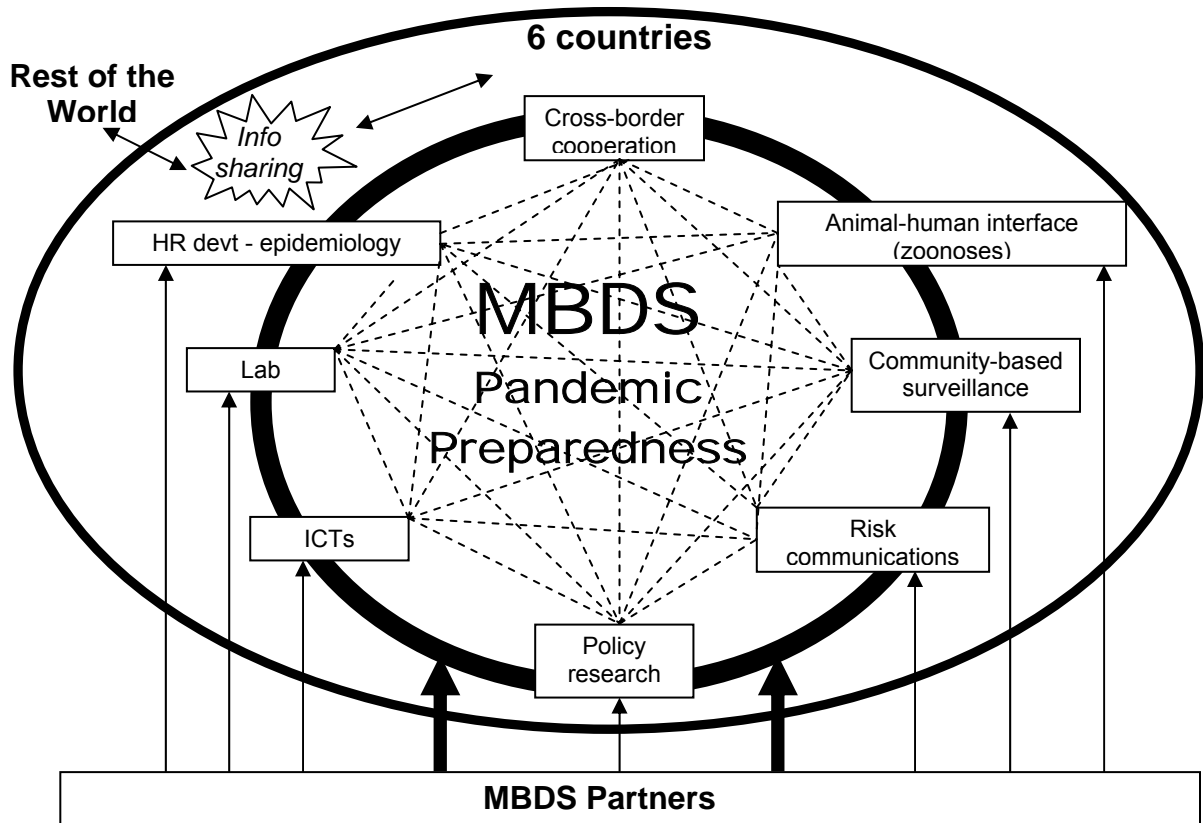 6 countries
Rest of the
World
Info
sharing
Cross-border
cooperation
HR devt - epidemiology
Animal-human interface
(zoonoses)
MBDS
Pandemic
Preparedness
Lab
Community-based
surveillance
ICTs
Risk
communications
Policy
research
MBDS Partners